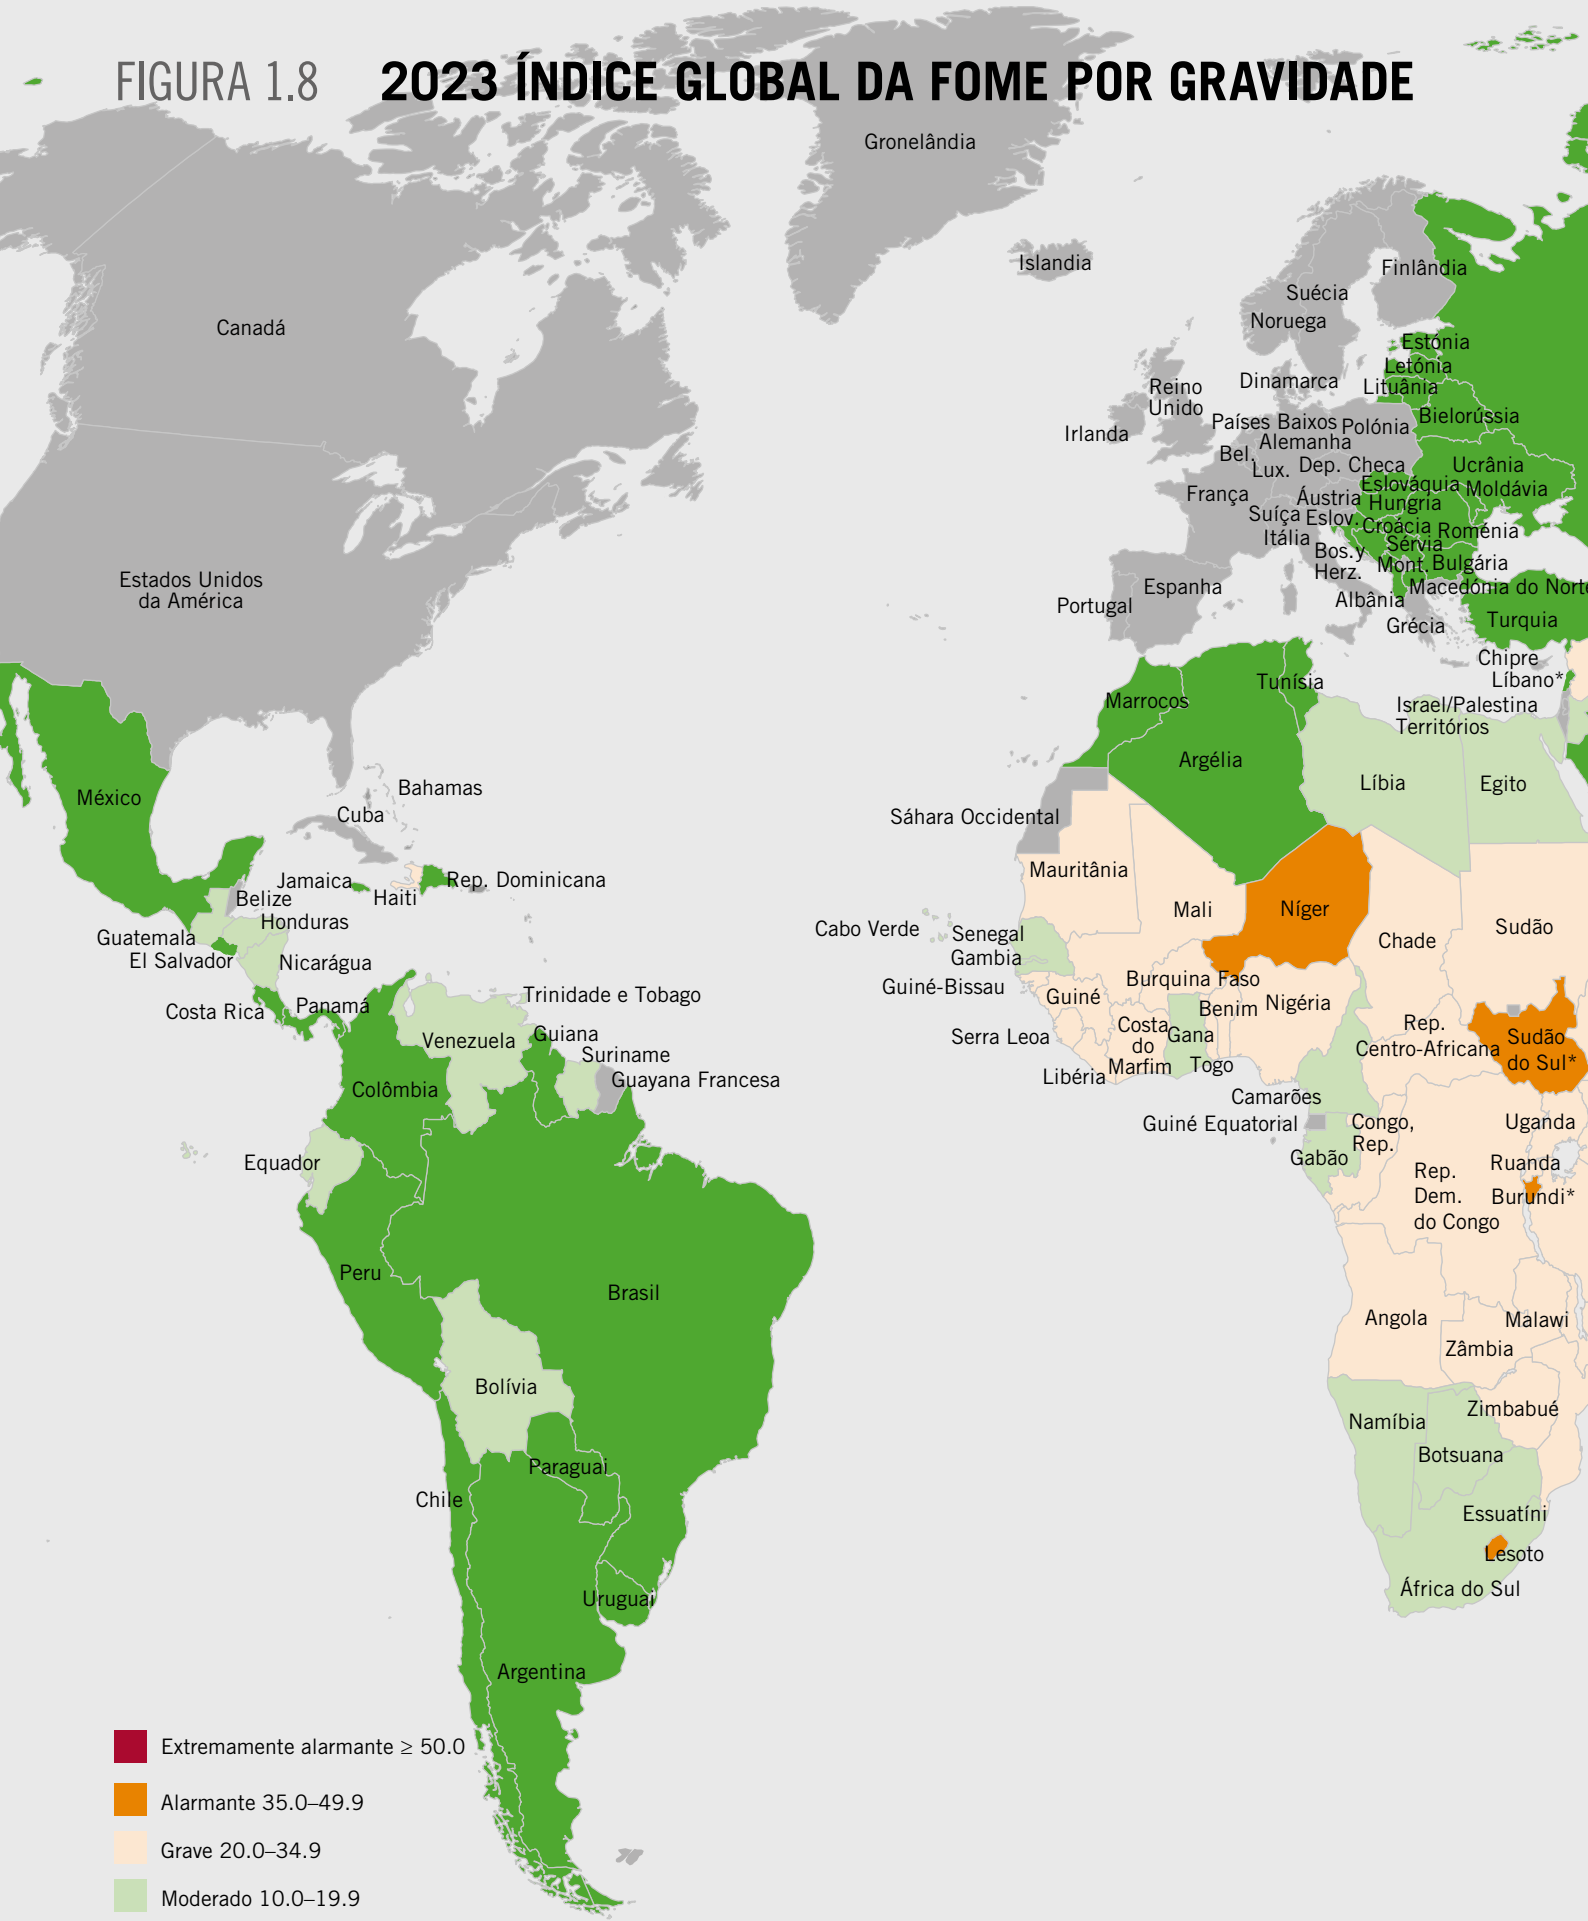 FIGURA 1.8 2023 ÍNDICE GLOBAL DA FOME POR GRAVIDADE
Gronelândia
Islandia
Finlândia
Suécia
Noruega
Canadá
Estónia
Letónia
Dinamarca
Lituânia
Reino
Unido
Bielorússia
Países Baixos
Polónia
Irlanda
Alemanha
Bel.
Lux.
Dep. Checa
Ucrânia
Eslováquia
Moldávia
França
Áustria
Hungria
Suíça
Eslov.
Croácia
Roménia
Itália
Sérvia
Bos.y
Herz.
Mont.
Bulgária
Estados Unidos
da América
Espanha
Macedónia do Norte
Portugal
Albânia
Grécia
Turquia
Chipre
Líbano*
Tunísia
Marrocos
Israel/Palestina
Territórios
Argélia
Líbia
Egito
México
Bahamas
Cuba
Sáhara Occidental
Mauritânia
Jamaica
Rep. Dominicana
Belize
Haiti
Honduras
Mali
Níger
Cabo Verde
Senegal
Chade
Sudão
Guatemala
El Salvador
Nicarágua
Gambia
Burquina Faso
Guiné-Bissau
Guiné
Trinidade e Tobago
Costa Rica
Panamá
Benim
Nigéria
Venezuela
Guiana
Serra Leoa
Costa
do
Marfim
Gana
Rep.
Centro-Africana
Sudão
do Sul*
Suriname
Guayana Francesa
Libéria
Togo
Colômbia
Camarões
Guiné Equatorial
Congo,
Rep.
Uganda
Equador
Gabão
Rep.
Dem.
do Congo
Ruanda
Burundi*
Peru
Brasil
Angola
Malawi
Zâmbia
Bolívia
Namíbia
Zimbabué
Botsuana
Paraguai
Chile
Essuatíni
Lesoto
África do Sul
Uruguai
Argentina
Extremamente alarmante ≥ 50.0
Alarmante 35.0–49.9
Grave 20.0–34.9
Moderado 10.0–19.9